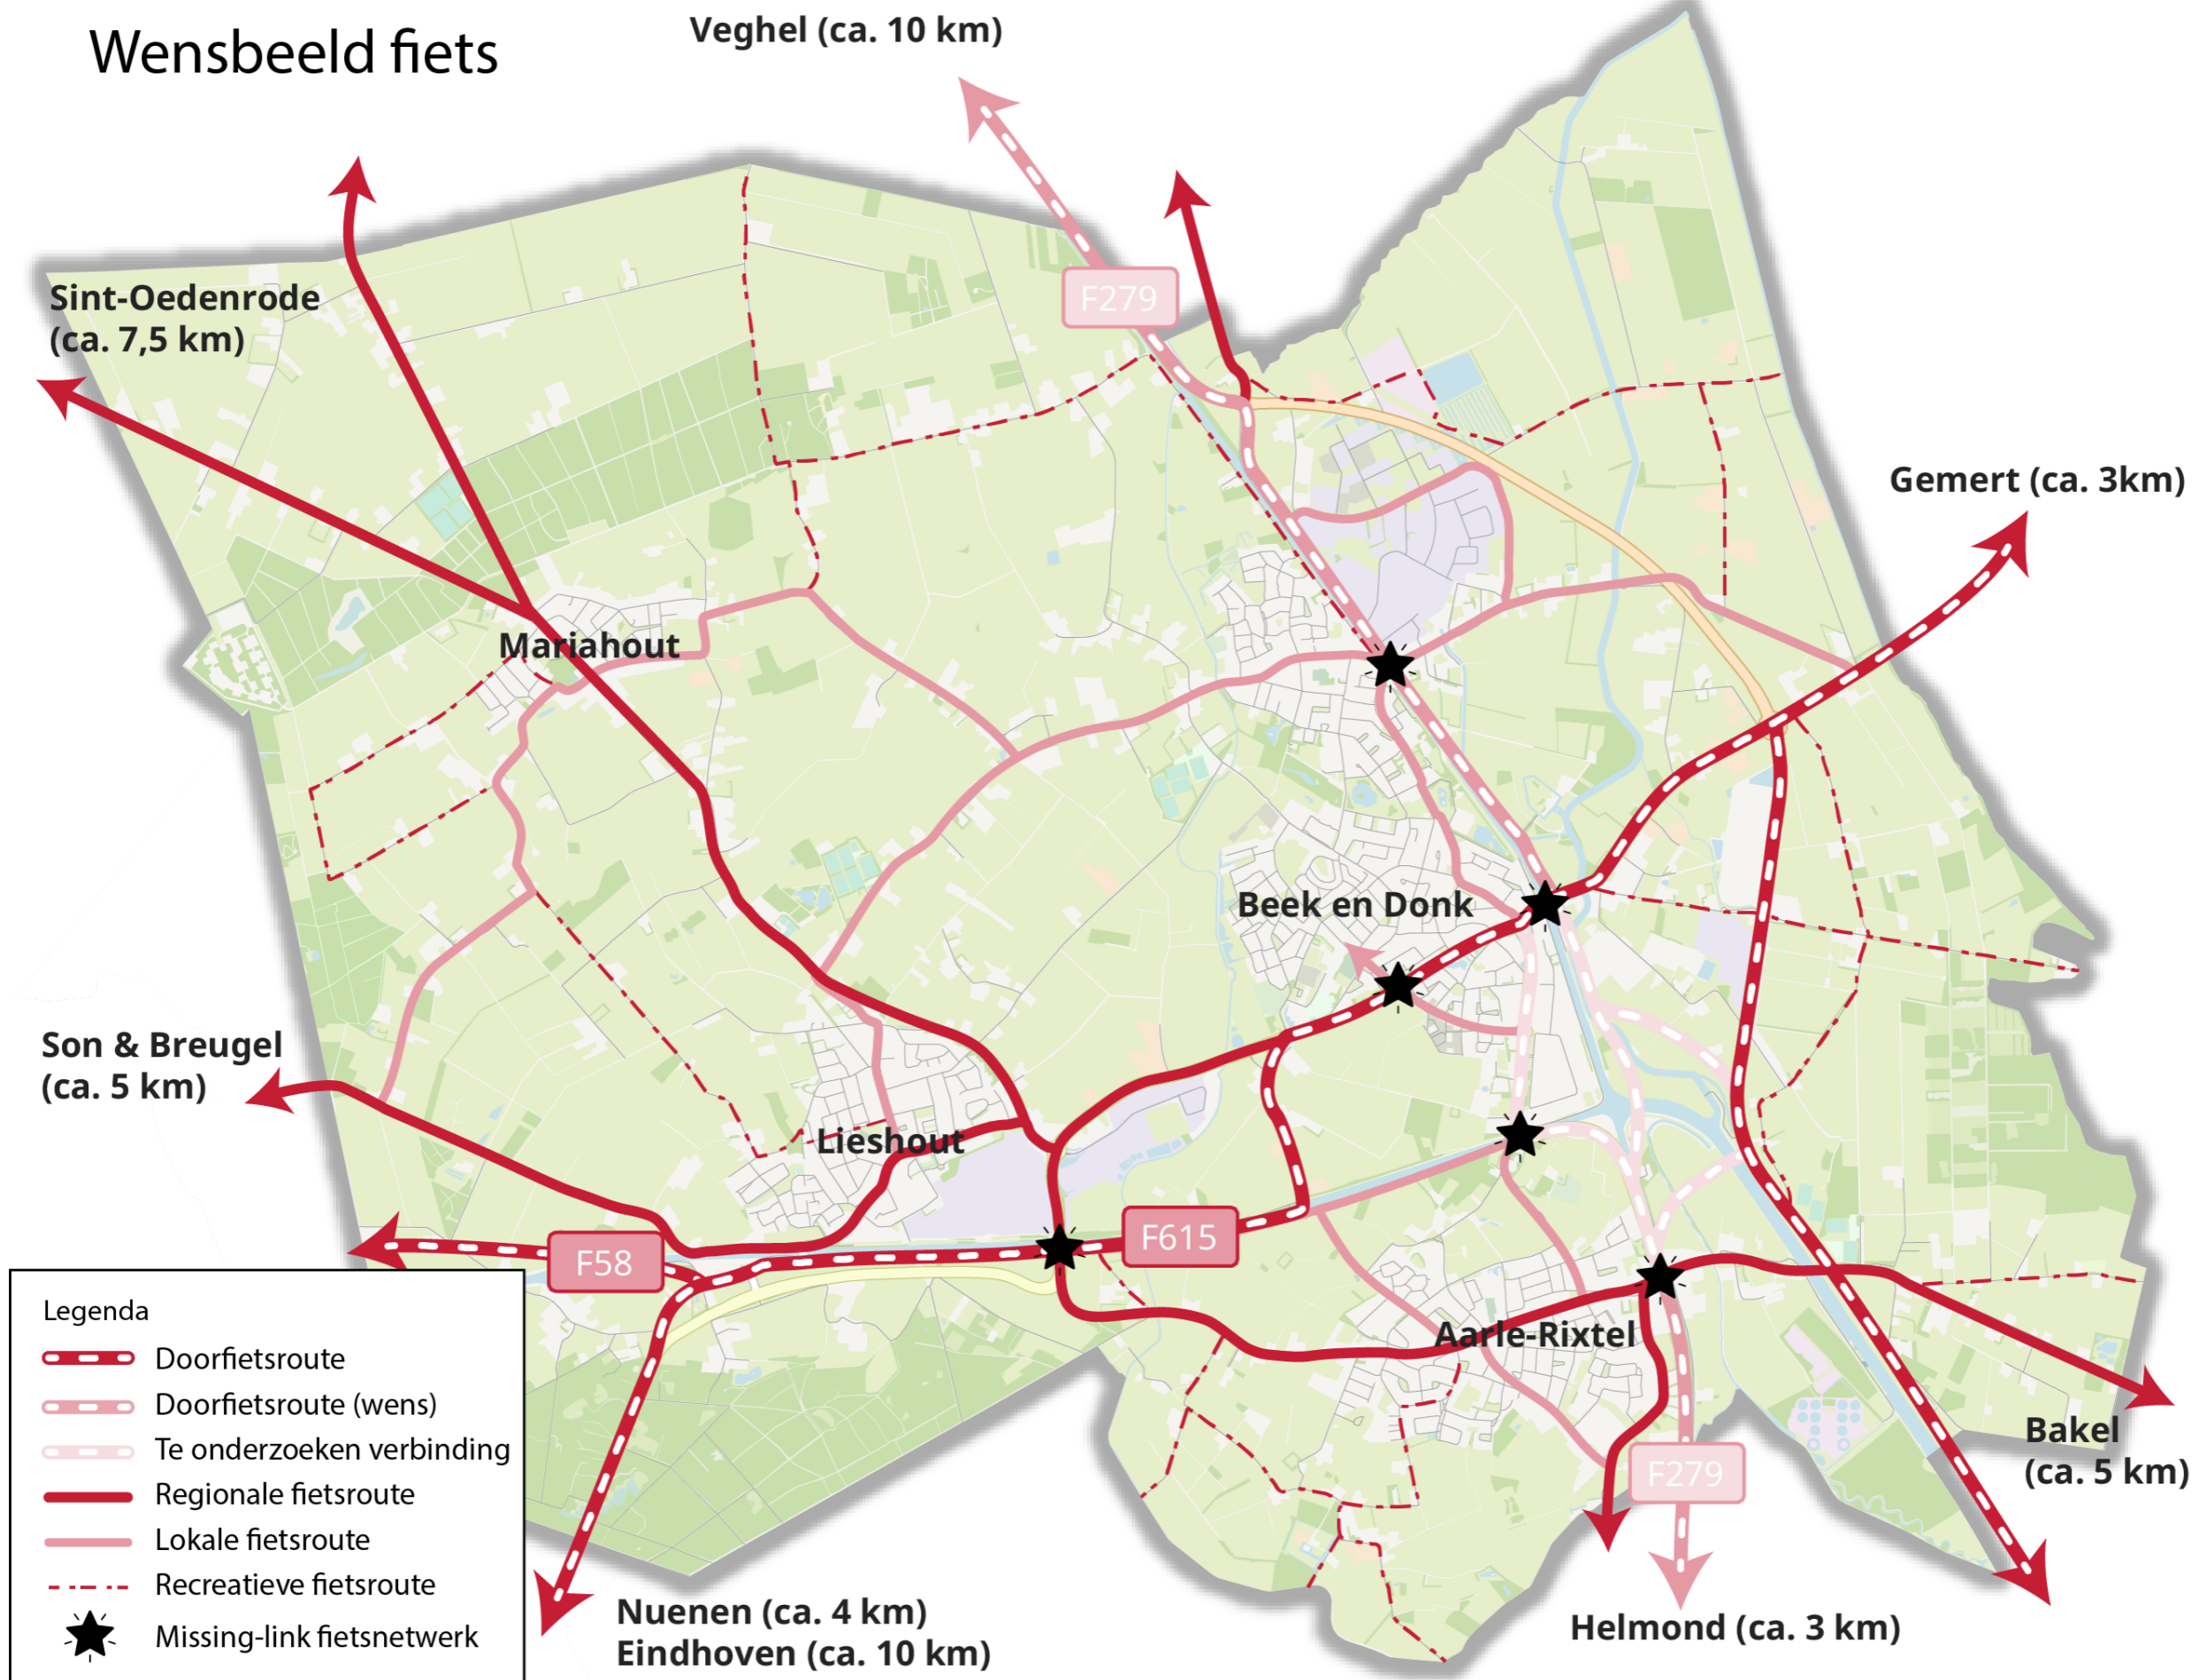 Wensbeeld fiets
Veghel (ca. 10 km)
F279
Sint-Oedenrode
(ca. 7,5 km)
Gemert (ca. 3km)
Mariahout
Beek en Donk
Son & Breugel
(ca. 5 km)
Lieshout
F58
F615
Aarle-Rixtel
F279
Bakel
(ca. 5 km)
Helmond (ca. 3 km)
Nuenen (ca. 4 km)
Eindhoven (ca. 10 km)
Legenda
Doorfietsroute
Doorfietsroute (wens)
Te onderzoeken verbinding
Regionale fietsroute
Lokale fietsroute
Recreatieve fietsroute
Missing-link fietsnetwerk